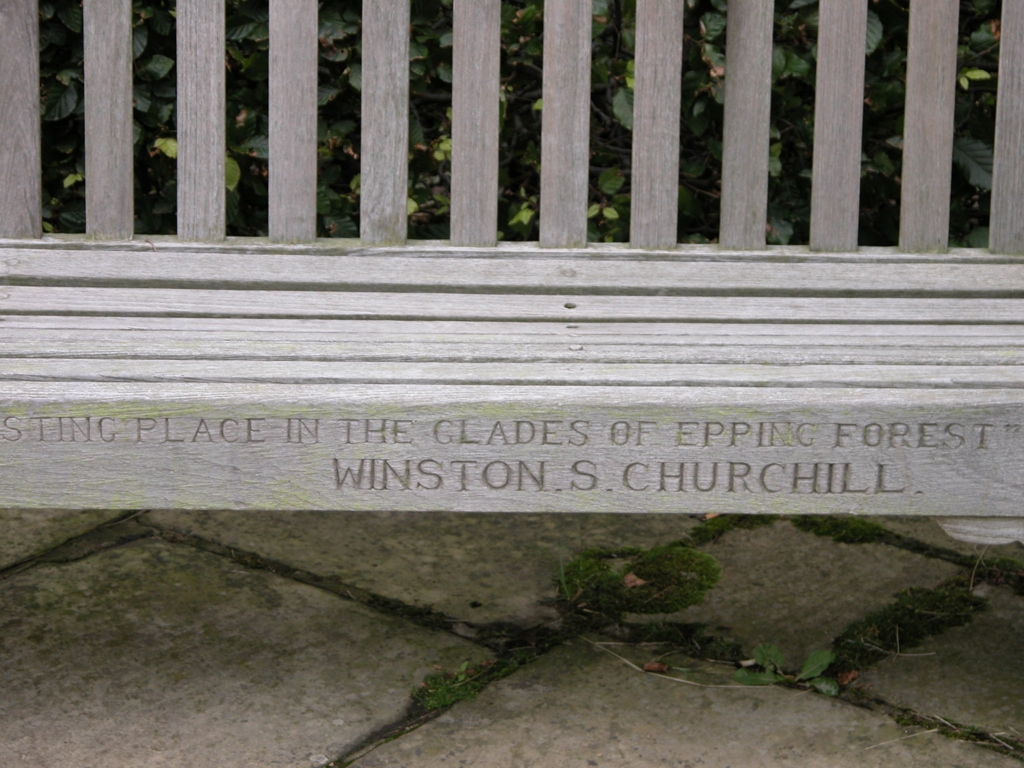 STING PLACE IN THE GLADES OF EPPING FOREST"
WINSTON.S.CHURCHILL.